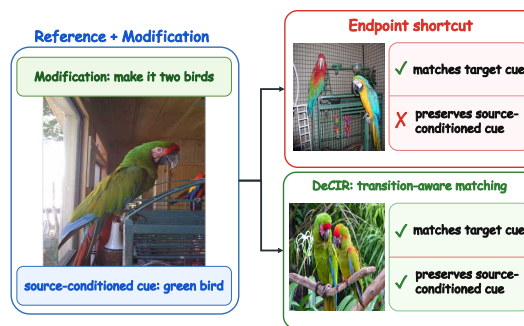 Reference + Modification
Modification: make it two birds
source-conditioned cue: green bird
Endpoint shortcut
✓ matches target cue
✗ preserves source-
conditioned cue
DeCIR: transition-aware matching
✓ matches target cue
✓ preserves source-
conditioned cue